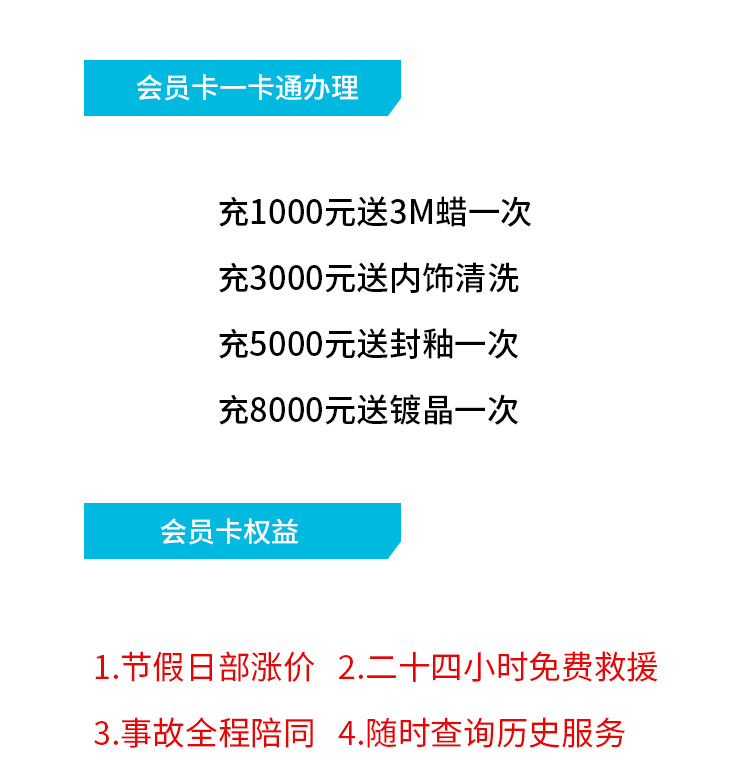 会员卡一卡通办理
充1000元送3M蜡一次
充3000元送内饰清洗
充5000元送封釉一次
充8000元送镀晶一次
会员卡权益
1.节假日部涨价 2.二十四小时免费救援
3.事故全程陪同 4.随时查询历史服务